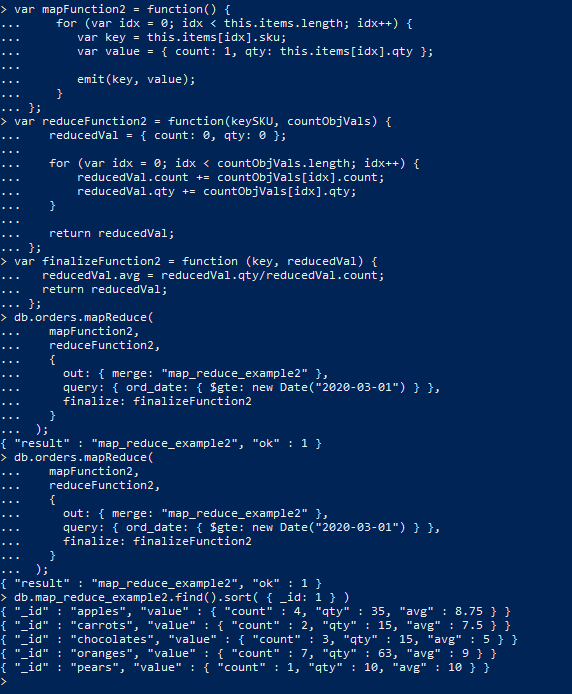 > var mapFunction2 = function() {
...     for (var idx = 0; idx < this.items.length; idx++) {
...        var key = this.items[idx].sku;
...        var value = { count: 1, qty: this.items[idx].qty };
...
...        emit(key, value);
...     }
... };
> var reduceFunction2 = function(keySKU, countObjVals) {
...    reducedVal = { count: 0, qty: 0 };
...
...    for (var idx = 0; idx < countObjVals.length; idx++) {
...        reducedVal.count += countObjVals[idx].count;
...        reducedVal.qty += countObjVals[idx].qty;
...    }
...
...    return reducedVal;
... };
> var finalizeFunction2 = function (key, reducedVal) {
...   reducedVal.avg = reducedVal.qty/reducedVal.count;
...   return reducedVal;
... };
> db.orders.mapReduce(
...    mapFunction2,
...    reduceFunction2,
...    {
...      out: { merge: "map_reduce_example2" },
...      query: { ord_date: { $gte: new Date("2020-03-01") } },
...      finalize: finalizeFunction2
...    }
...  );
{ "result" : "map_reduce_example2", "ok" : 1 }
> db.orders.mapReduce(
...    mapFunction2,
...    reduceFunction2,
...    {
...      out: { merge: "map_reduce_example2" },
...      query: { ord_date: { $gte: new Date("2020-03-01") } },
...      finalize: finalizeFunction2
...    }
...  );
{ "result" : "map_reduce_example2", "ok" : 1 }
> db.map_reduce_example2.find().sort( { _id: 1 } )
{ "_id" : "apples", "value" : { "count" : 4, "qty" : 35, "avg" : 8.75 } }
{ "_id" : "carrots", "value" : { "count" : 2, "qty" : 15, "avg" : 7.5 } }
{ "_id" : "chocolates", "value" : { "count" : 3, "qty" : 15, "avg" : 5 } }
{ "_id" : "oranges", "value" : { "count" : 7, "qty" : 63, "avg" : 9 } }
{ "_id" : "pears", "value" : { "count" : 1, "qty" : 10, "avg" : 10 } }
>